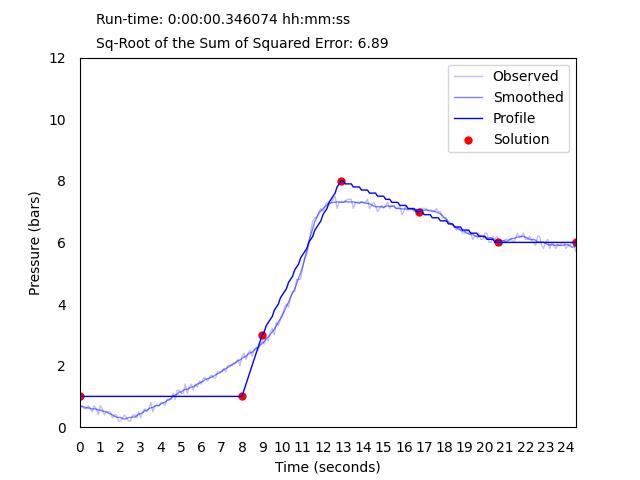 Run-time: 0:00:00.346074 hh:mm:ss
Sq-Root of the Sum of Squared Error: 6.89
12
10
8
6
4
2
0
Pressure (bars)
Observed
Smoothed
Profile
Solution
0 1 2 3 4 5 6 7 8 9 10 11 12 13 14 15 16 17 18 19 20 21 22 23 24
Time (seconds)